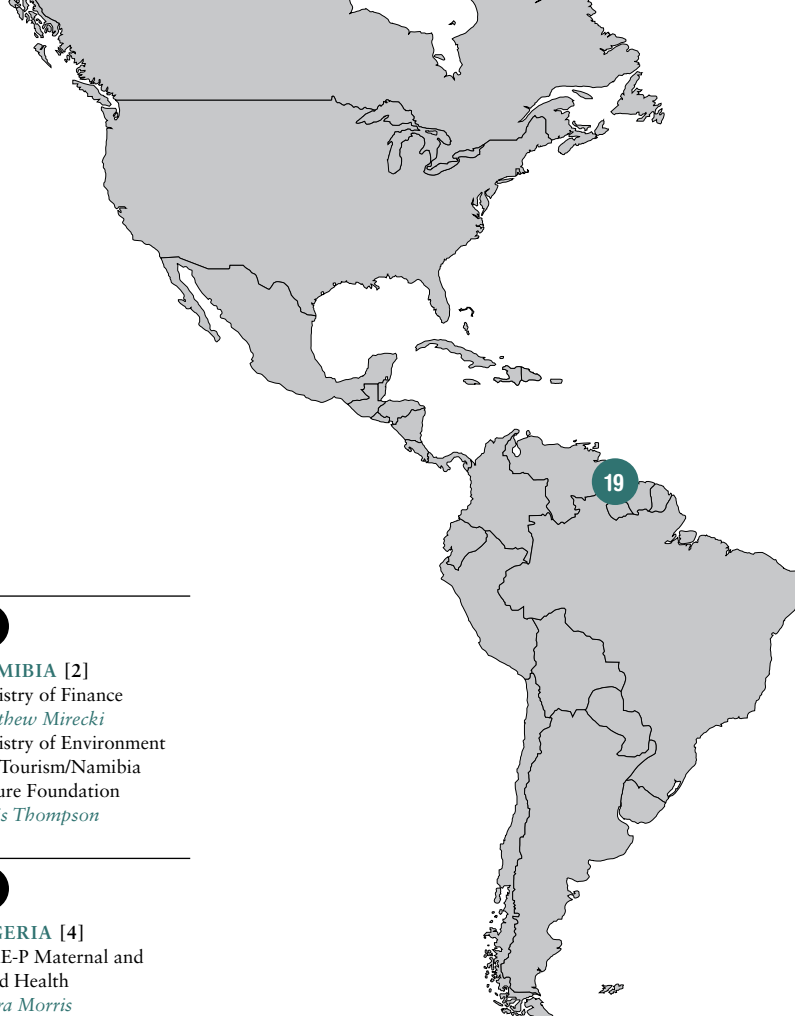 19
MIBIA [2]
istry of Finance
thew Mirecki
istry of Environment
Tourism/Namibia
ure Foundation
s Thompson
GERIA [4]
E-P Maternal and
d Health
ra Morris